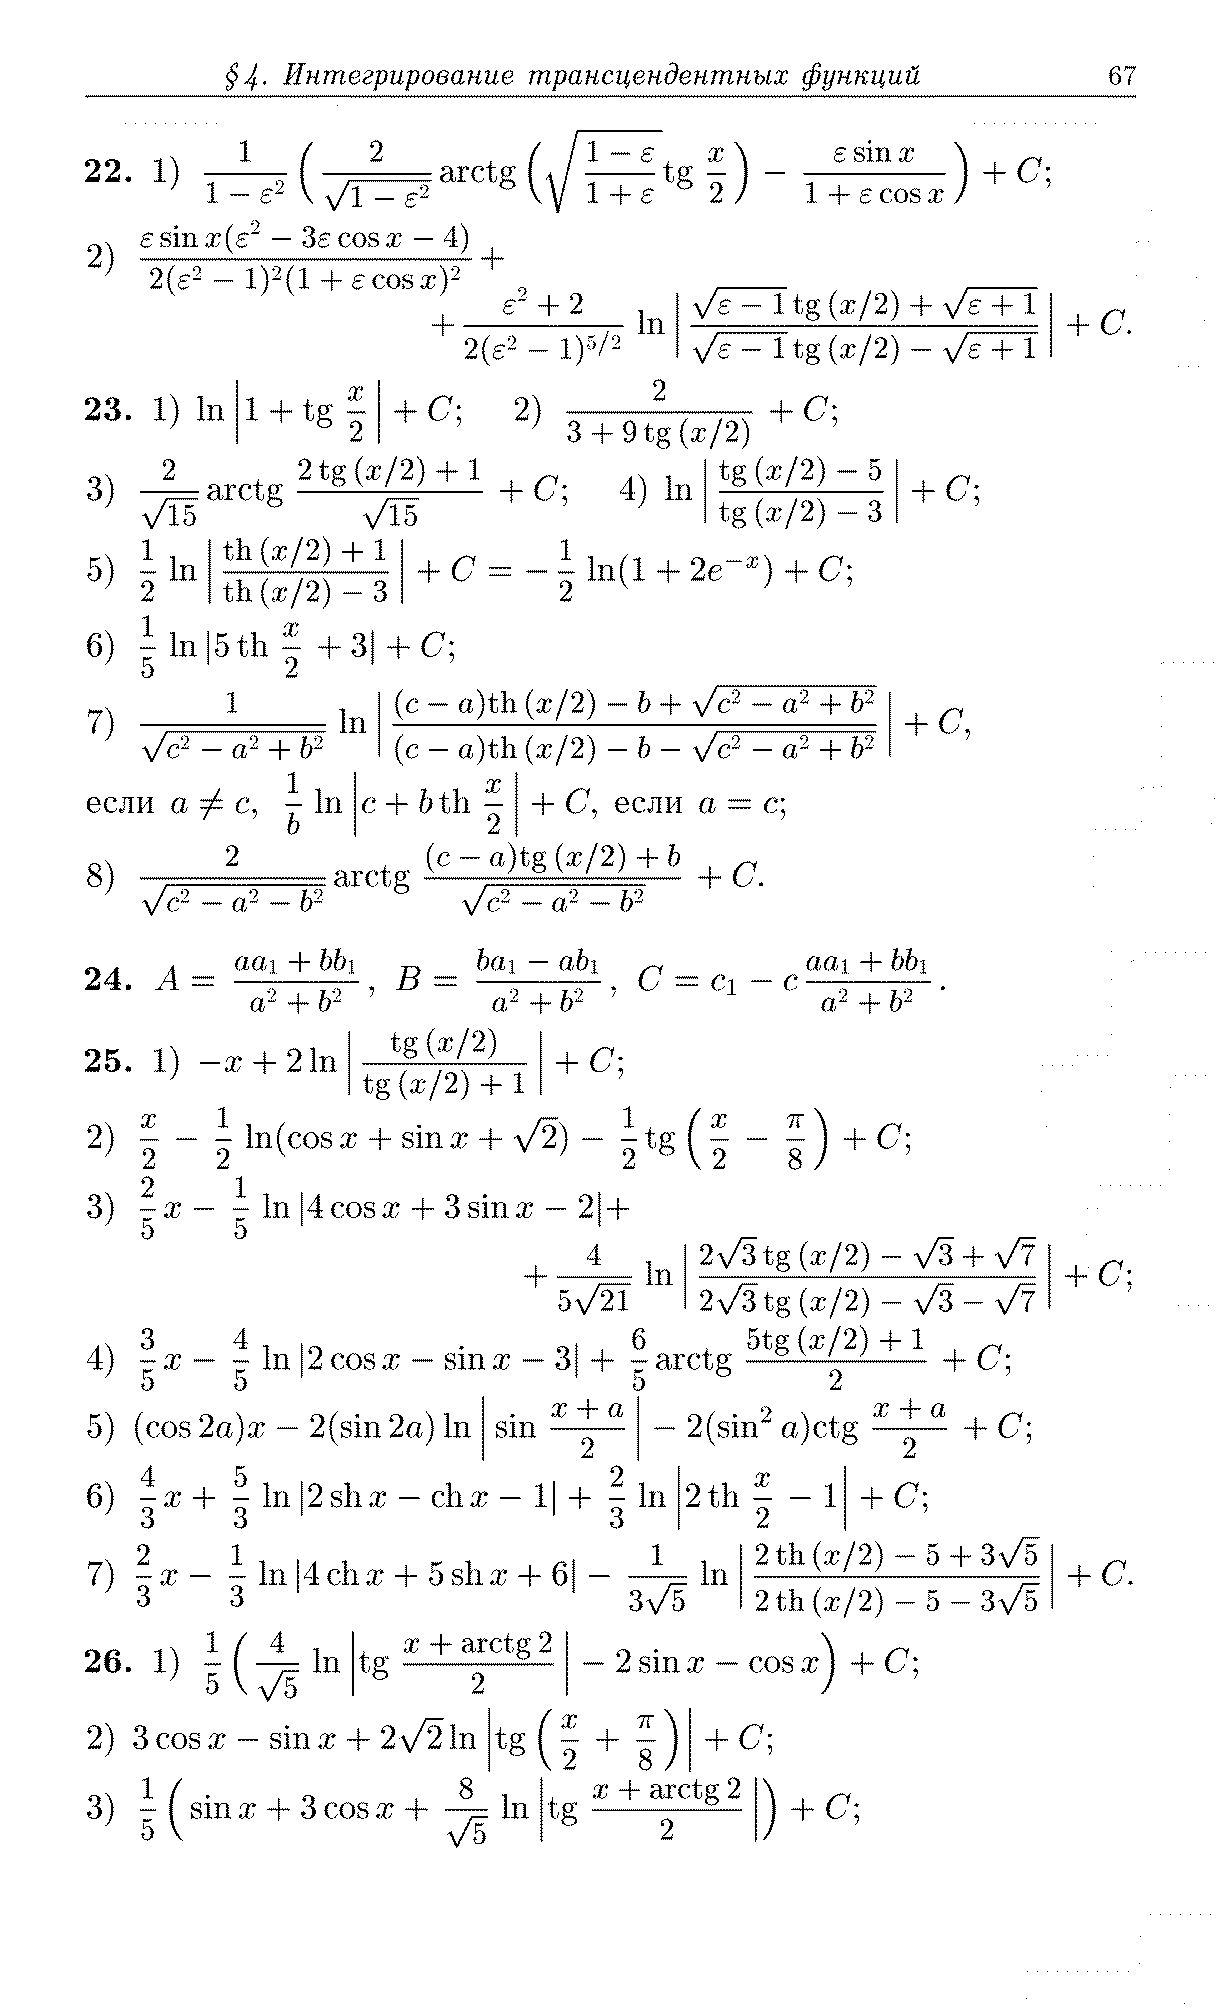 §4. Интегрирование трансцендентных функций 67
22. 1) $\frac{1}{1-\varepsilon^2}\left(\frac{2}{\sqrt{1-\varepsilon^2}}\operatorname{arctg}\left(\sqrt{\frac{1-\varepsilon}{1+\varepsilon}}\operatorname{tg}\frac{x}{2}\right)-\frac{\varepsilon\sin x}{1+\varepsilon\cos x}\right)+C$;
2) $\frac{\varepsilon\sin x(\varepsilon^2-3\varepsilon\cos x-4)}{2(\varepsilon^2-1)^2(1+\varepsilon\cos x)^2}+$
$+\frac{\varepsilon^2+2}{2(\varepsilon^2-1)^{5/2}}\ln\left|\frac{\sqrt{\varepsilon-1}\operatorname{tg}(x/2)+\sqrt{\varepsilon+1}}{\sqrt{\varepsilon-1}\operatorname{tg}(x/2)-\sqrt{\varepsilon+1}}\right|+C.$
23. 1) $\ln\left|1+\operatorname{tg}\frac{x}{2}\right|+C$; 2) $\frac{2}{3+9\operatorname{tg}(x/2)}+C$;
3) $\frac{2}{\sqrt{15}}\operatorname{arctg}\frac{2\operatorname{tg}(x/2)+1}{\sqrt{15}}+C$; 4) $\ln\left|\frac{\operatorname{tg}(x/2)-5}{\operatorname{tg}(x/2)-3}\right|+C$;
5) $\frac{1}{2}\ln\left|\frac{\operatorname{th}(x/2)+1}{\operatorname{th}(x/2)-3}\right|+C=-\frac{1}{2}\ln(1+2e^{-x})+C$;
6) $\frac{1}{5}\ln|5\operatorname{th}\frac{x}{2}+3|+C$;
7) $\frac{1}{\sqrt{c^2-a^2+b^2}}\ln\left|\frac{(c-a)\operatorname{th}(x/2)-b+\sqrt{c^2-a^2+b^2}}{(c-a)\operatorname{th}(x/2)-b-\sqrt{c^2-a^2+b^2}}\right|+C$,
если $a\neq c$, $\frac{1}{b}\ln\left|c+b\operatorname{th}\frac{x}{2}\right|+C$, если $a=c$;
8) $\frac{2}{\sqrt{c^2-a^2-b^2}}\operatorname{arctg}\frac{(c-a)\operatorname{tg}(x/2)+b}{\sqrt{c^2-a^2-b^2}}+C.$
24. $A=\frac{aa_1+bb_1}{a^2+b^2}$, $B=\frac{ba_1-ab_1}{a^2+b^2}$, $C=c_1-c\frac{aa_1+bb_1}{a^2+b^2}.$
25. 1) $-x+2\ln\left|\frac{\operatorname{tg}(x/2)}{\operatorname{tg}(x/2)+1}\right|+C$;
2) $\frac{x}{2}-\frac{1}{2}\ln(\cos x+\sin x+\sqrt{2})-\frac{1}{2}\operatorname{tg}\left(\frac{x}{2}-\frac{\pi}{8}\right)+C$;
3) $\frac{2}{5}x-\frac{1}{5}\ln|4\cos x+3\sin x-2|+$
$+\frac{4}{5\sqrt{21}}\ln\left|\frac{2\sqrt{3}\operatorname{tg}(x/2)-\sqrt{3}+\sqrt{7}}{2\sqrt{3}\operatorname{tg}(x/2)-\sqrt{3}-\sqrt{7}}\right|+C$;
4) $\frac{3}{5}x-\frac{4}{5}\ln|2\cos x-\sin x-3|+\frac{6}{5}\operatorname{arctg}\frac{5\operatorname{tg}(x/2)+1}{2}+C$;
5) $(\cos 2a)x-2(\sin 2a)\ln\left|\sin\frac{x+a}{2}\right|-2(\sin^2 a)\operatorname{ctg}\frac{x+a}{2}+C$;
6) $\frac{4}{3}x+\frac{5}{3}\ln|2\operatorname{sh}x-\operatorname{ch}x-1|+\frac{2}{3}\ln\left|2\operatorname{th}\frac{x}{2}-1\right|+C$;
7) $\frac{2}{3}x-\frac{1}{3}\ln|4\operatorname{ch}x+5\operatorname{sh}x+6|-\frac{1}{3\sqrt{5}}\ln\left|\frac{2\operatorname{th}(x/2)-5+3\sqrt{5}}{2\operatorname{th}(x/2)-5-3\sqrt{5}}\right|+C.$
26. 1) $\frac{1}{5}\left(\frac{4}{\sqrt{5}}\ln\left|\operatorname{tg}\frac{x+\operatorname{arctg}2}{2}\right|-2\sin x-\cos x\right)+C$;
2) $3\cos x-\sin x+2\sqrt{2}\ln\left|\operatorname{tg}\left(\frac{x}{2}+\frac{\pi}{8}\right)\right|+C$;
3) $\frac{1}{5}\left(\sin x+3\cos x+\frac{8}{\sqrt{5}}\ln\left|\operatorname{tg}\frac{x+\operatorname{arctg}2}{2}\right|\right)+C$;